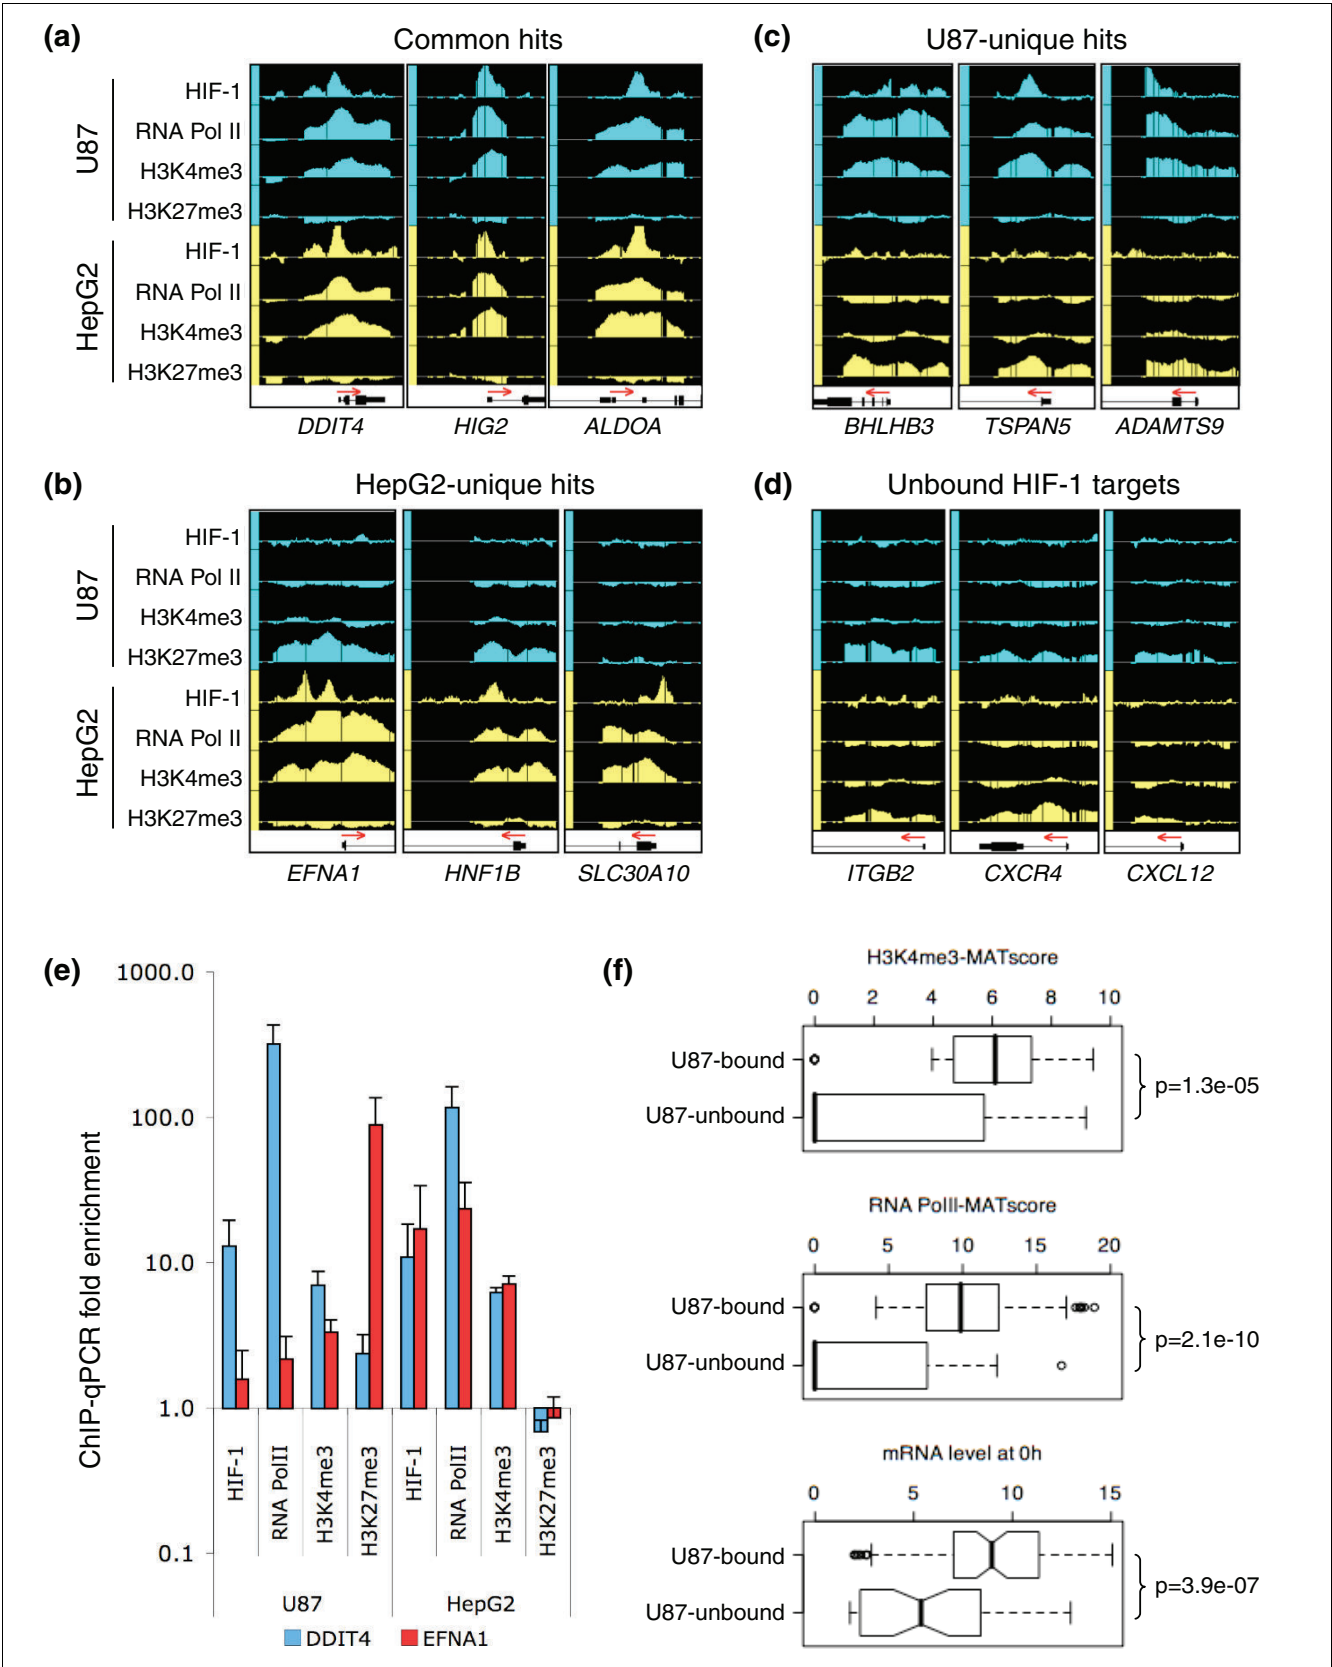 (a)
Common hits
U87
HIF-1
RNA Pol II
H3K4me3
H3K27me3
HepG2
HIF-1
RNA Pol II
H3K4me3
H3K27me3
DDIT4 HIG2 ALDOA
(c)
U87-unique hits
BHLHB3 TSPAN5 ADAMTS9
(b)
HepG2-unique hits
U87
HIF-1
RNA Pol II
H3K4me3
H3K27me3
HepG2
HIF-1
RNA Pol II
H3K4me3
H3K27me3
EFNA1 HNF1B SLC30A10
(d)
Unbound HIF-1 targets
ITGB2 CXCR4 CXCL12
(e)
ChIP-qPCR fold enrichment
1000.0
100.0
10.0
1.0
0.1
HIF-1
RNA PolII
H3K4me3
H3K27me3
HIF-1
RNA PolII
H3K4me3
H3K27me3
U87 HepG2
DDIT4 EFNA1
(f)
H3K4me3-MATscore
0 2 4 6 8 10
U87-bound
U87-unbound
p=1.3e-05
RNA PolII-MATscore
0 5 10 15 20
U87-bound
U87-unbound
p=2.1e-10
mRNA level at 0h
0 5 10 15
U87-bound
U87-unbound
p=3.9e-07